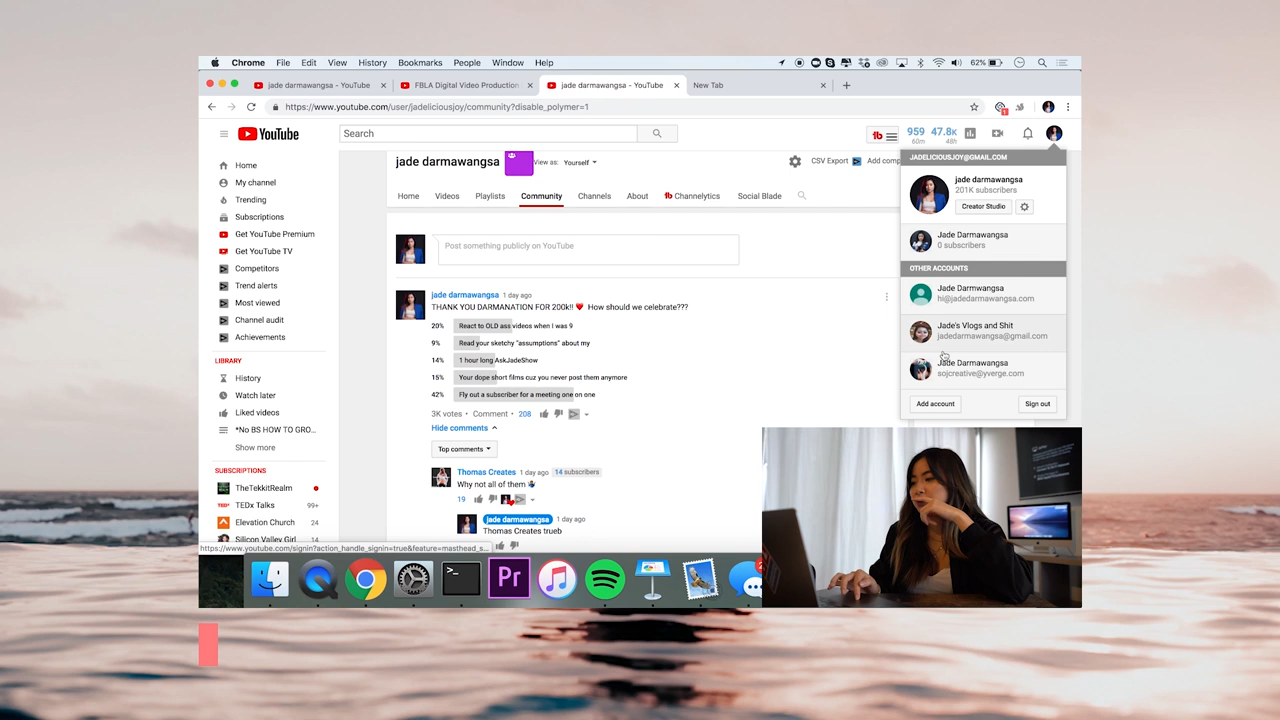 Chrome File Edit View History Bookmarks People Window Help 62%
jade darmawangsa - YouTube
FBLA Digital Video Production
jade darmawangsa - YouTube
New Tab
https://www.youtube.com/user/jadeliciousjoy/community?disable_polymer=1
YouTube
Search
tb
959 47.8K
60m 48h
Home
My channel
Trending
Subscriptions
Get YouTube Premium
Get YouTube TV
Competitors
Trend alerts
Most viewed
Channel audit
Achievements
LIBRARY
History
Watch later
Liked videos
*No BS HOW TO GRO...
Show more
SUBSCRIPTIONS
TheTekkitRealm
TEDx Talks 99+
Elevation Church 24
Silicon Valley Girl 14
jade darmawangsa
View as: Yourself
CSV Export Add comp
Home Videos Playlists Community Channels About tb Channelytics Social Blade
Post something publicly on YouTube
jade darmawangsa 1 day ago
THANK YOU DARMANATION FOR 200k!! ❤ How should we celebrate???
20% React to OLD ass videos when I was 9
9% Read your sketchy "assumptions" about my
14% 1 hour long AskJadeShow
15% Your dope short films cuz you never post them anymore
42% Fly out a subscriber for a meeting one on one
3K votes • Comment • 208
Hide comments
Top comments
Thomas Creates 1 day ago 14 subscribers
Why not all of them
19
jade darmawangsa 1 day ago
Thomas Creates trueb
JADELICIOUSJOY@GMAIL.COM
jade darmawangsa
201K subscribers
Creator Studio
Jade Darmawangsa
0 subscribers
OTHER ACCOUNTS
Jade Darmwangsa
hi@jadedarmawangsa.com
Jade's Vlogs and Shit
jadedarmawangsa@gmail.com
Jade Darmawangsa
sojcreative@yverge.com
Add account
Sign out
https://www.youtube.com/signin?action_handle_signin=true&feature=masthead_s...
Pr